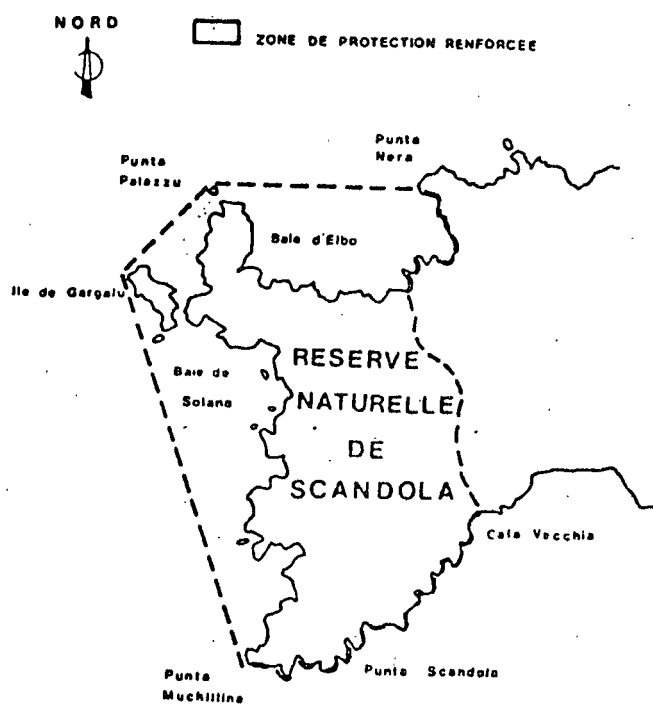 NORD
ZONE DE PROTECTION RENFORCEE
Punta
Nera
Punta
Palazzu
Baie d'Elbo
Ile de Gargalu
RESERVE
Baie de
NATURELLE
Solana
DE
SCANDOLA
Cala Vecchia
Punta Scandola
Punta
Muchillina